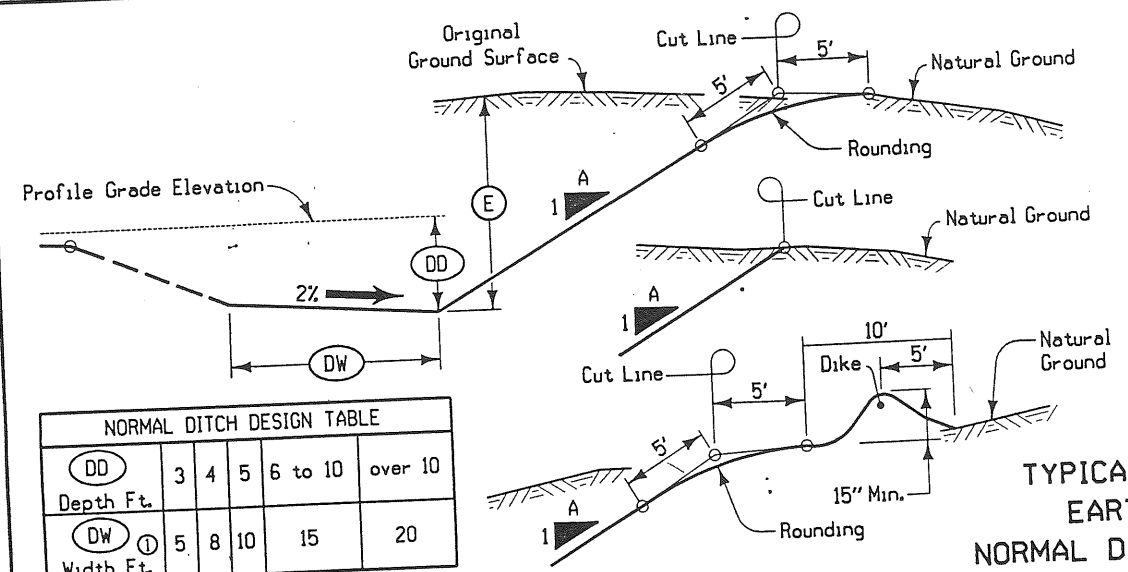 Original
Ground Surface
Cut Line
5'
5'
Natural Ground
Rounding
Profile Grade Elevation
E
A
1
DD
2%
DW
Cut Line
Natural Ground
A
1
10'
Dike
5'
Natural
Ground
Cut Line
5'
5'
15" Min.
A
1
Rounding
NORMAL DITCH DESIGN TABLE
DD 3 4 5 6 to 10 over 10
Depth Ft.
DW ① 5 8 10 15 20
Width Ft.
TYPICA
EART
NORMAL D